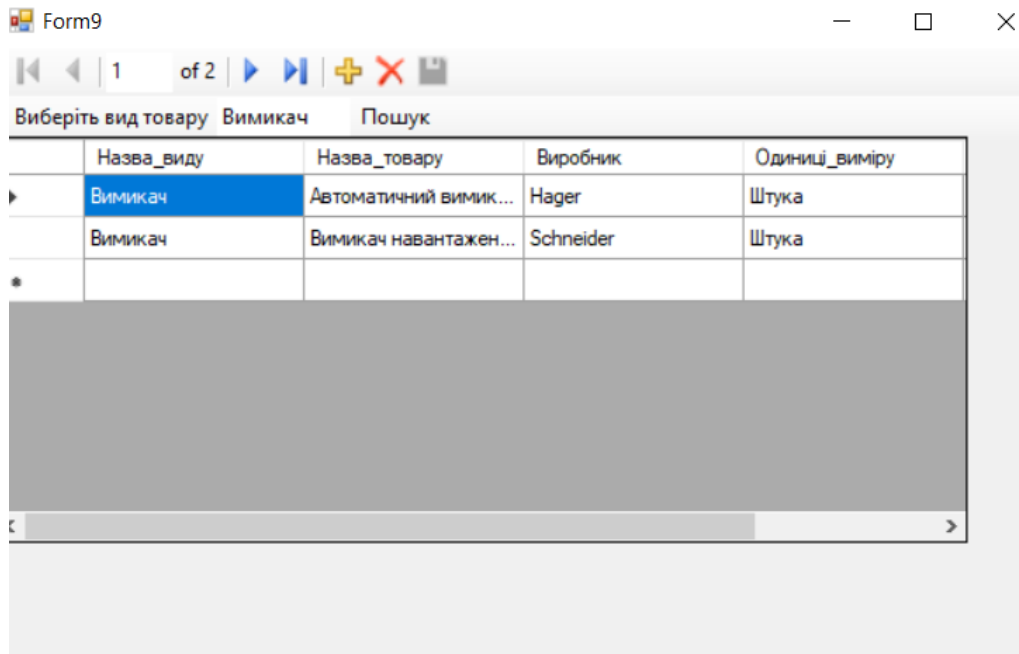 Form9
1 of 2
Виберіть вид товару Вимикач Пошук
Назва_виду Назва_товару Виробник Одиниці_виміру
Вимикач Автоматичний вимик... Hager Штука
Вимикач Вимикач навантажен... Schneider Штука